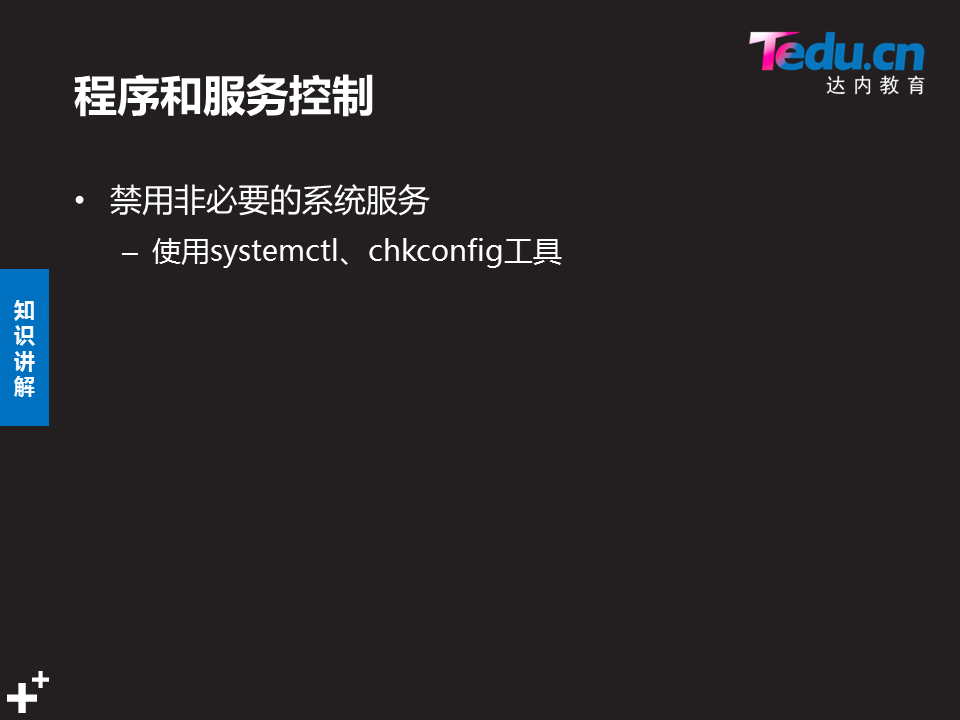 Tedu.cn
达内教育
程序和服务控制
• 禁用非必要的系统服务
– 使用systemctl、chkconfig工具
知识讲解